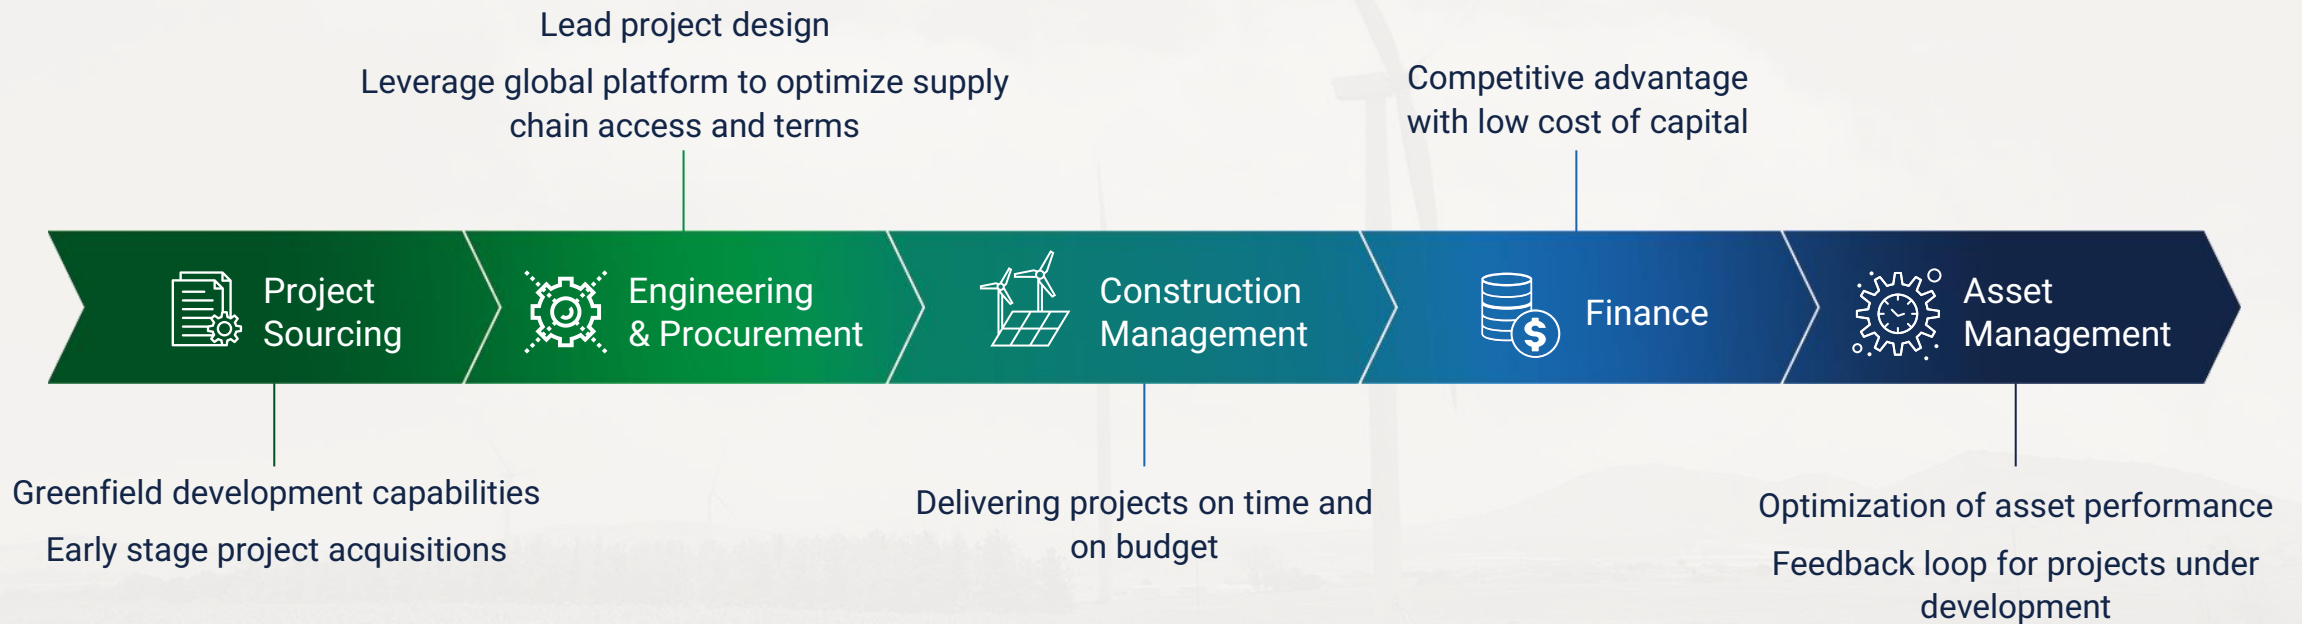 Lead project design
Leverage global platform to optimize supply
chain access and terms
Competitive advantage
with low cost of capital
Project
Sourcing
Engineering
& Procurement
Construction
Management
Finance
Asset
Management
Greenfield development capabilities
Early stage project acquisitions
Delivering projects on time and
on budget
Optimization of asset performance
Feedback loop for projects under
development